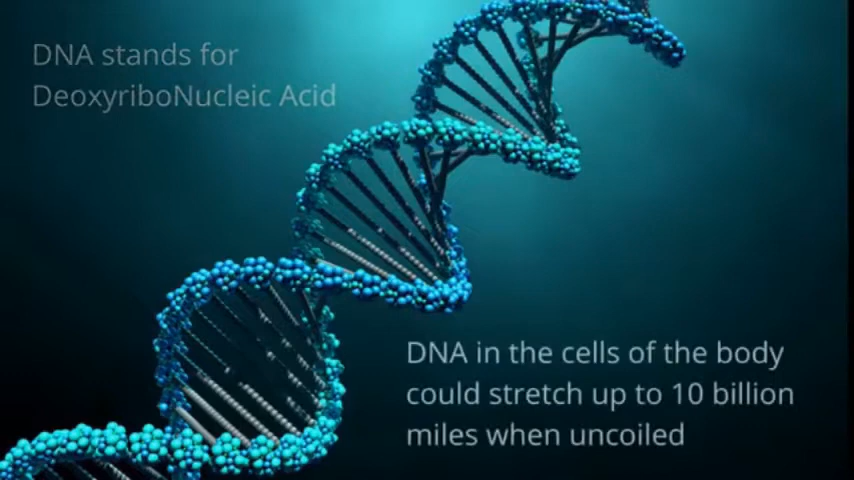 DNA stands for
DeoxyriboNucleic Acid
DNA in the cells of the body
could stretch up to 10 billion
miles when uncoiled